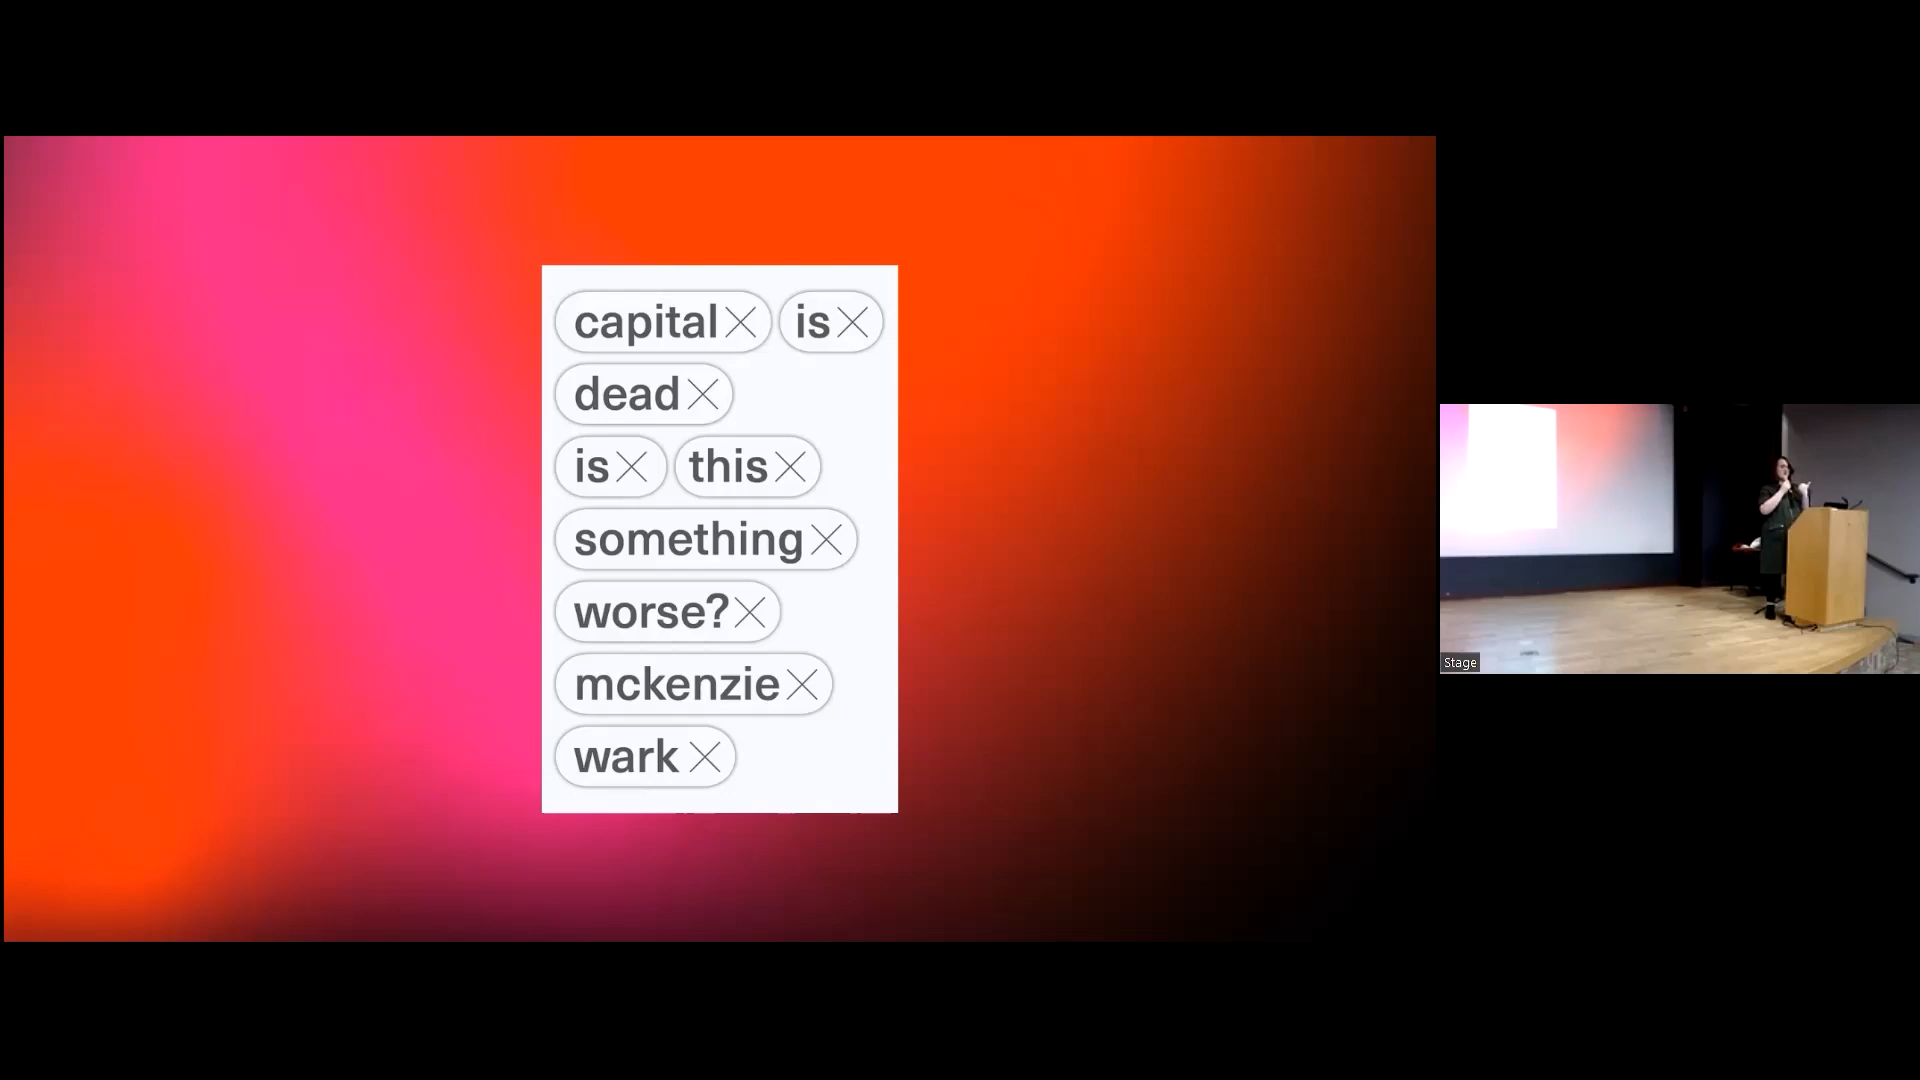 capital is
dead
is this
something
worse?
mckenzie
wark
Stage